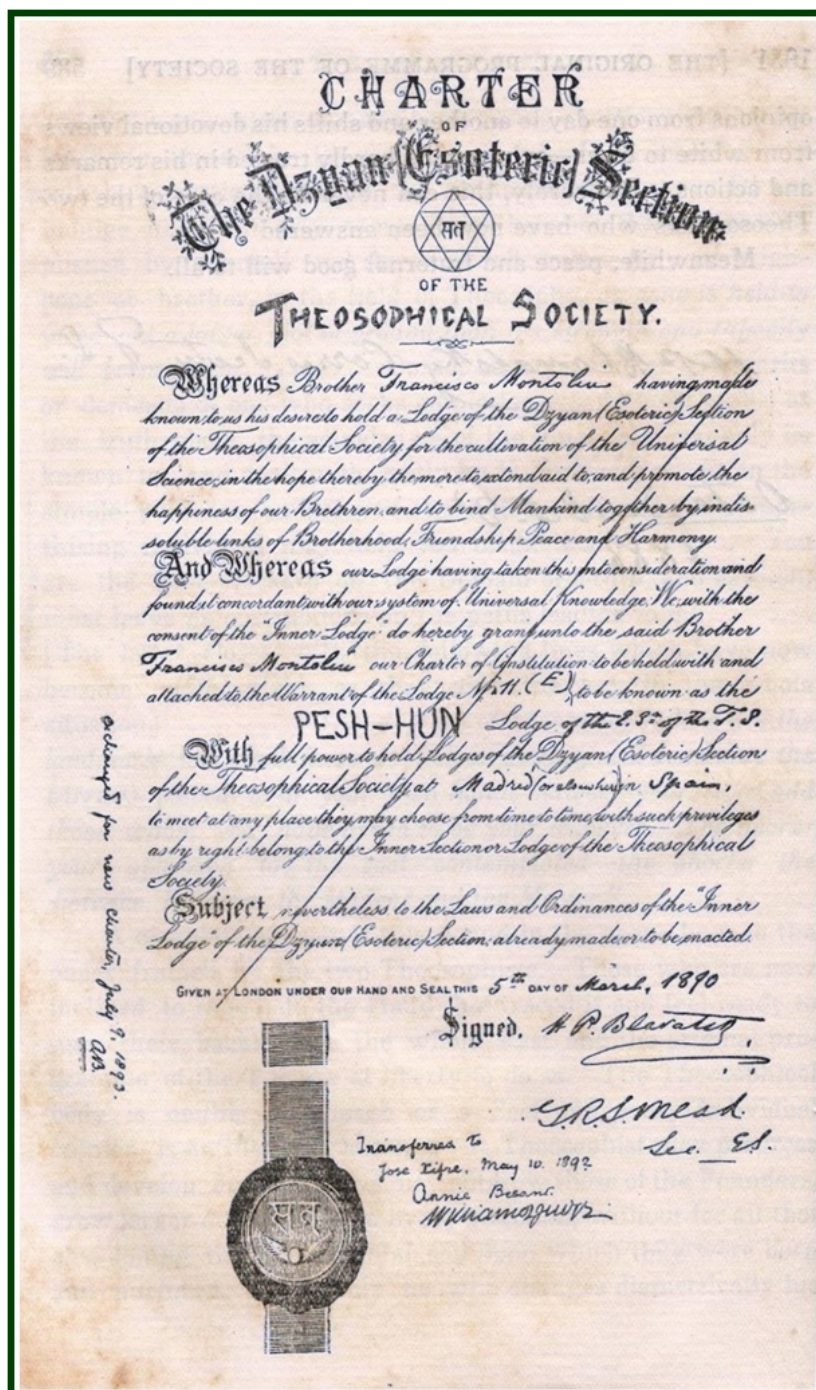 CHARTER
OF
The Dzyan (Esoteric) Section
सत
OF THE
THEOSOPHICAL SOCIETY.
Whereas Brother Francisco Montoliu having made
known to us his desire to hold a Lodge of the Dzyan (Esoteric) Section
of the Theosophical Society for the cultivation of the Universal
Science, in the hope thereby the more to extend aid to, and promote, the
happiness of our Brethren, and to bind Mankind together by indis-
soluble links of Brotherhood, Friendship Peace and Harmony.
And Whereas our Lodge having taken this into consideration and
found it concordant with our system of Universal Knowledge, We, with the
consent of the "Inner Lodge" do hereby grant unto the said Brother
Francisco Montoliu our Charter of Constitution to be held with and
attached to the Warrant of the Lodge No 11. (E) to be known as the
PESH-HUN Lodge of the E. Sn of the T. S.
With full power to hold Lodges of the Dzyan (Esoteric) Section
of the Theosophical Society at Madred (or elsewhere) in Spain,
to meet at any place they may choose from time to time, with such privileges
as by right belong to the Inner Section or Lodge of the Theosophical
Society.
Subject nevertheless to the Laws and Ordinances of the "Inner
Lodge" of the Dzyan (Esoteric) Section, already made, or to be, enacted.
GIVEN AT LONDON UNDER OUR HAND AND SEAL THIS 5th DAY OF March, 1890
Signed, H P. Blavatsky
G.R.S. Mead.
Sec. E.S.
Transferred to
Jose Xifre, May 10. 1892
Annie Besant.
William Q Judge
exchanged for new charter, July 9, 1893.
A.B.
सत्